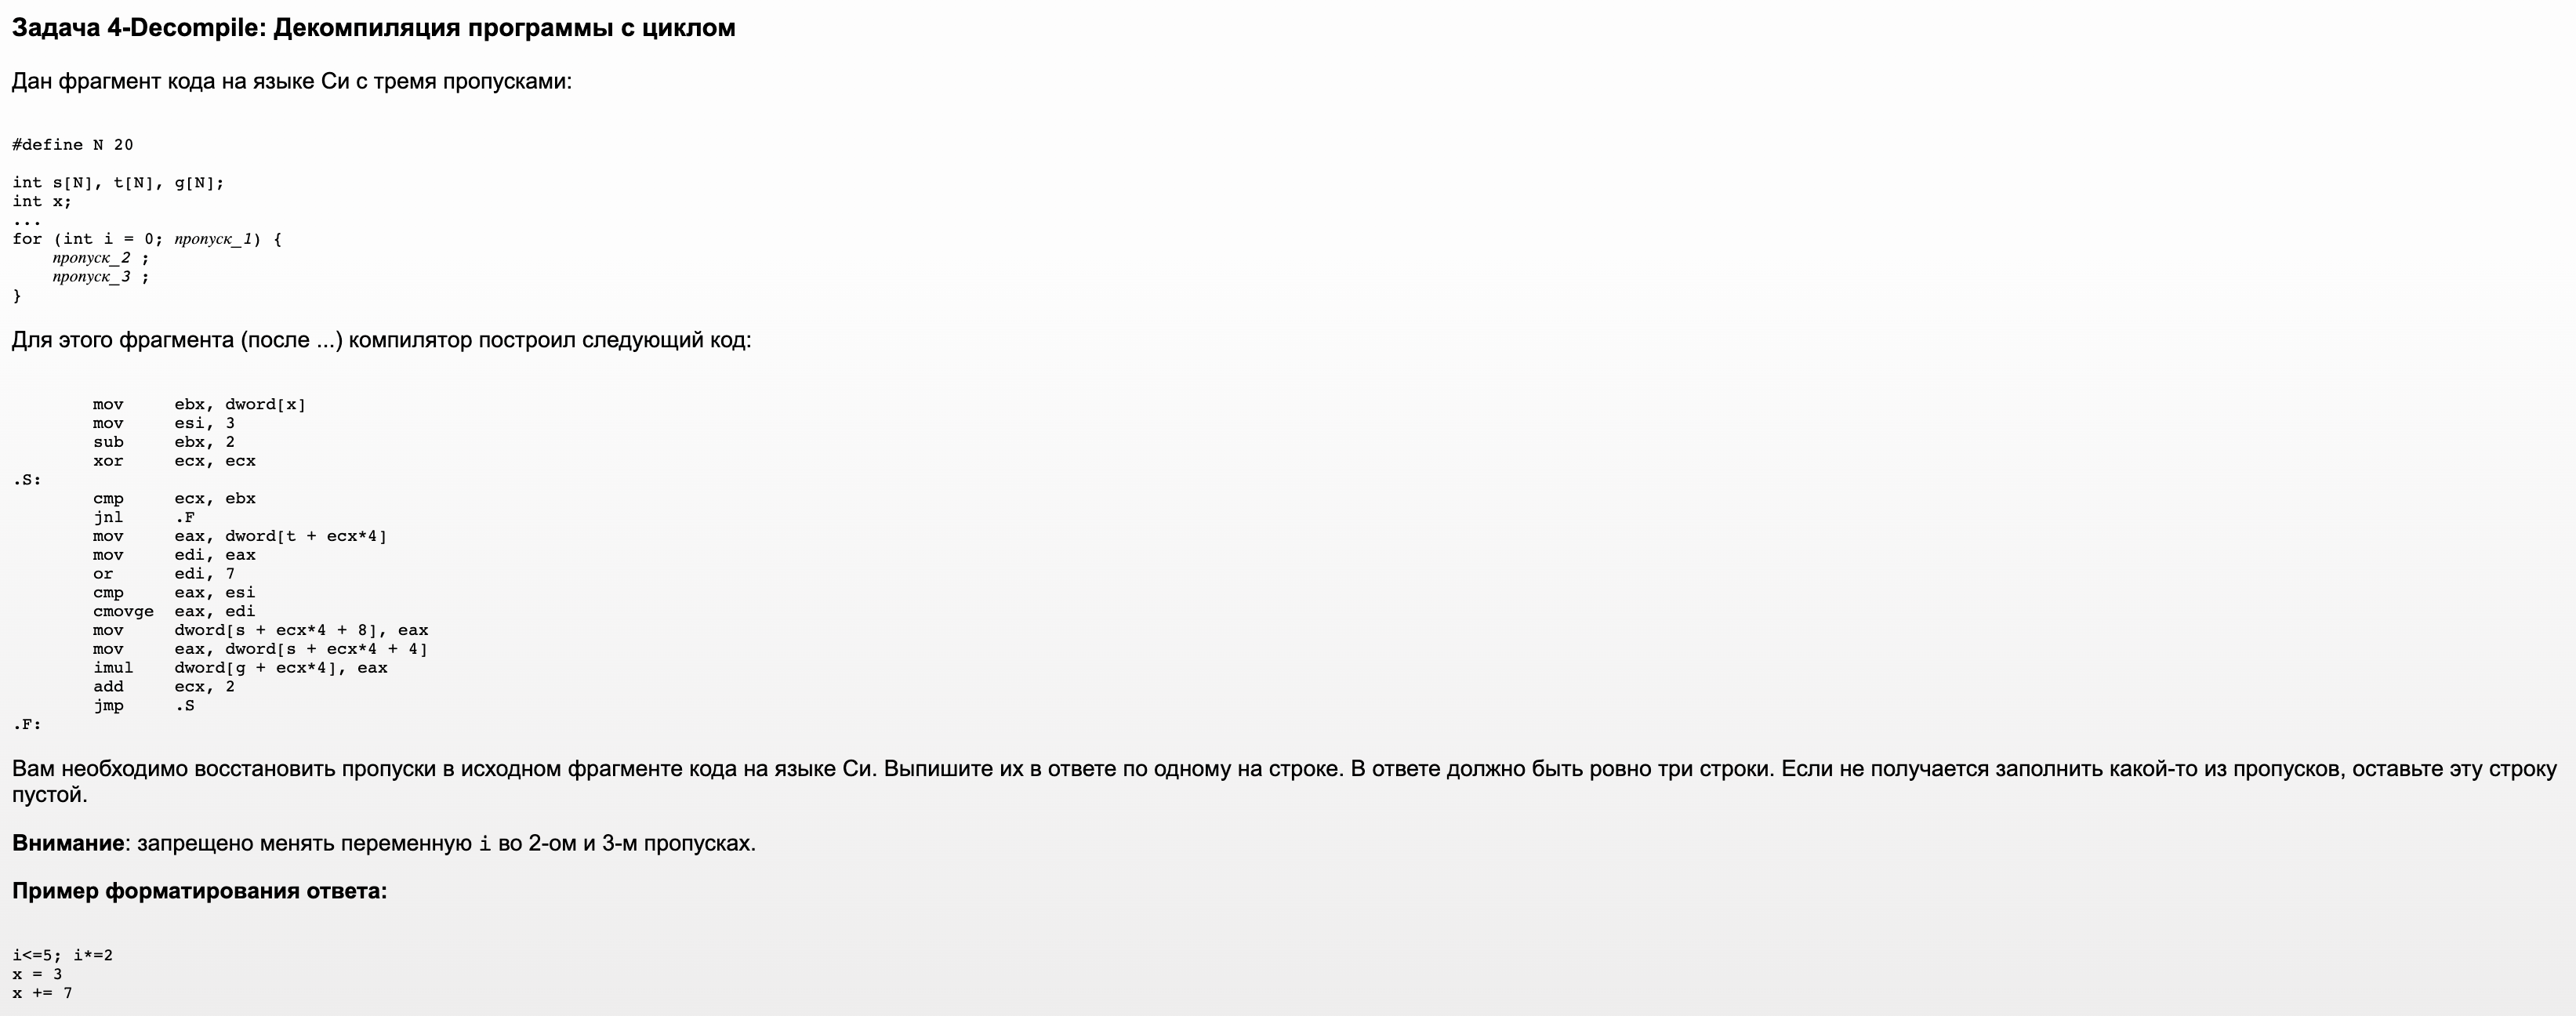 Задача 4-Decompile: Декомпиляция программы с циклом
Дан фрагмент кода на языке Си с тремя пропусками:
#define N 20
int s[N], t[N], g[N];
int x;
...
for (int i = 0; пропуск_1) {
    пропуск_2 ;
    пропуск_3 ;
}
Для этого фрагмента (после ...) компилятор построил следующий код:
        mov     ebx, dword[x]
        mov     esi, 3
        sub     ebx, 2
        xor     ecx, ecx
.S:
        cmp     ecx, ebx
        jnl     .F
        mov     eax, dword[t + ecx*4]
        mov     edi, eax
        or      edi, 7
        cmp     eax, esi
        cmovge  eax, edi
        mov     dword[s + ecx*4 + 8], eax
        mov     eax, dword[s + ecx*4 + 4]
        imul    dword[g + ecx*4], eax
        add     ecx, 2
        jmp     .S
.F:
Вам необходимо восстановить пропуски в исходном фрагменте кода на языке Си. Выпишите их в ответе по одному на строке. В ответе должно быть ровно три строки. Если не получается заполнить какой-то из пропусков, оставьте эту строку
пустой.
Внимание: запрещено менять переменную i во 2-ом и 3-м пропусках.
Пример форматирования ответа:
i<=5; i*=2
x = 3
x += 7